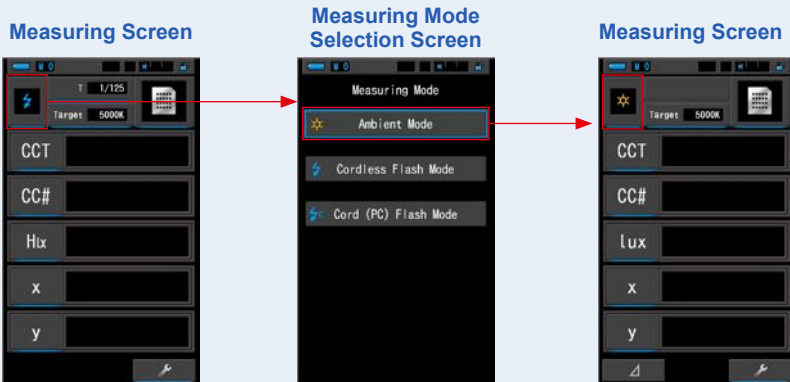 Measuring Screen
T 1/125
Target 5000K
CCT
CC#
Hlx
x
y
Measuring Mode
Selection Screen
Measuring Mode
Ambient Mode
Cordless Flash Mode
C Cord (PC) Flash Mode
Measuring Screen
Target 5000K
CCT
CC#
lux
x
y